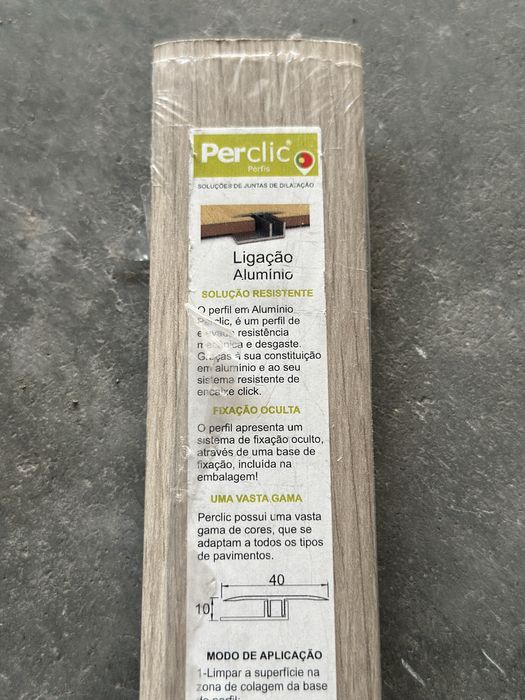 Perclic®
Perfis
SOLUÇÕES DE JUNTAS DE DILATAÇÃO
Ligação
Alumínio
SOLUÇÃO RESISTENTE
O perfil em Alumínio
Perclic, é um perfil de
elevada resistência
mecânica e desgaste.
Graças à sua constituição
em alumínio e ao seu
sistema resistente de
encaixe click.
FIXAÇÃO OCULTA
O perfil apresenta um
sistema de fixação oculto,
através de uma base de
fixação, incluída na
embalagem!
UMA VASTA GAMA
Perclic possui uma vasta
gama de cores, que se
adaptam a todos os tipos
de pavimentos.
40
10
MODO DE APLICAÇÃO
1-Limpar a superficie na
zona de colagem da base
do perfil;